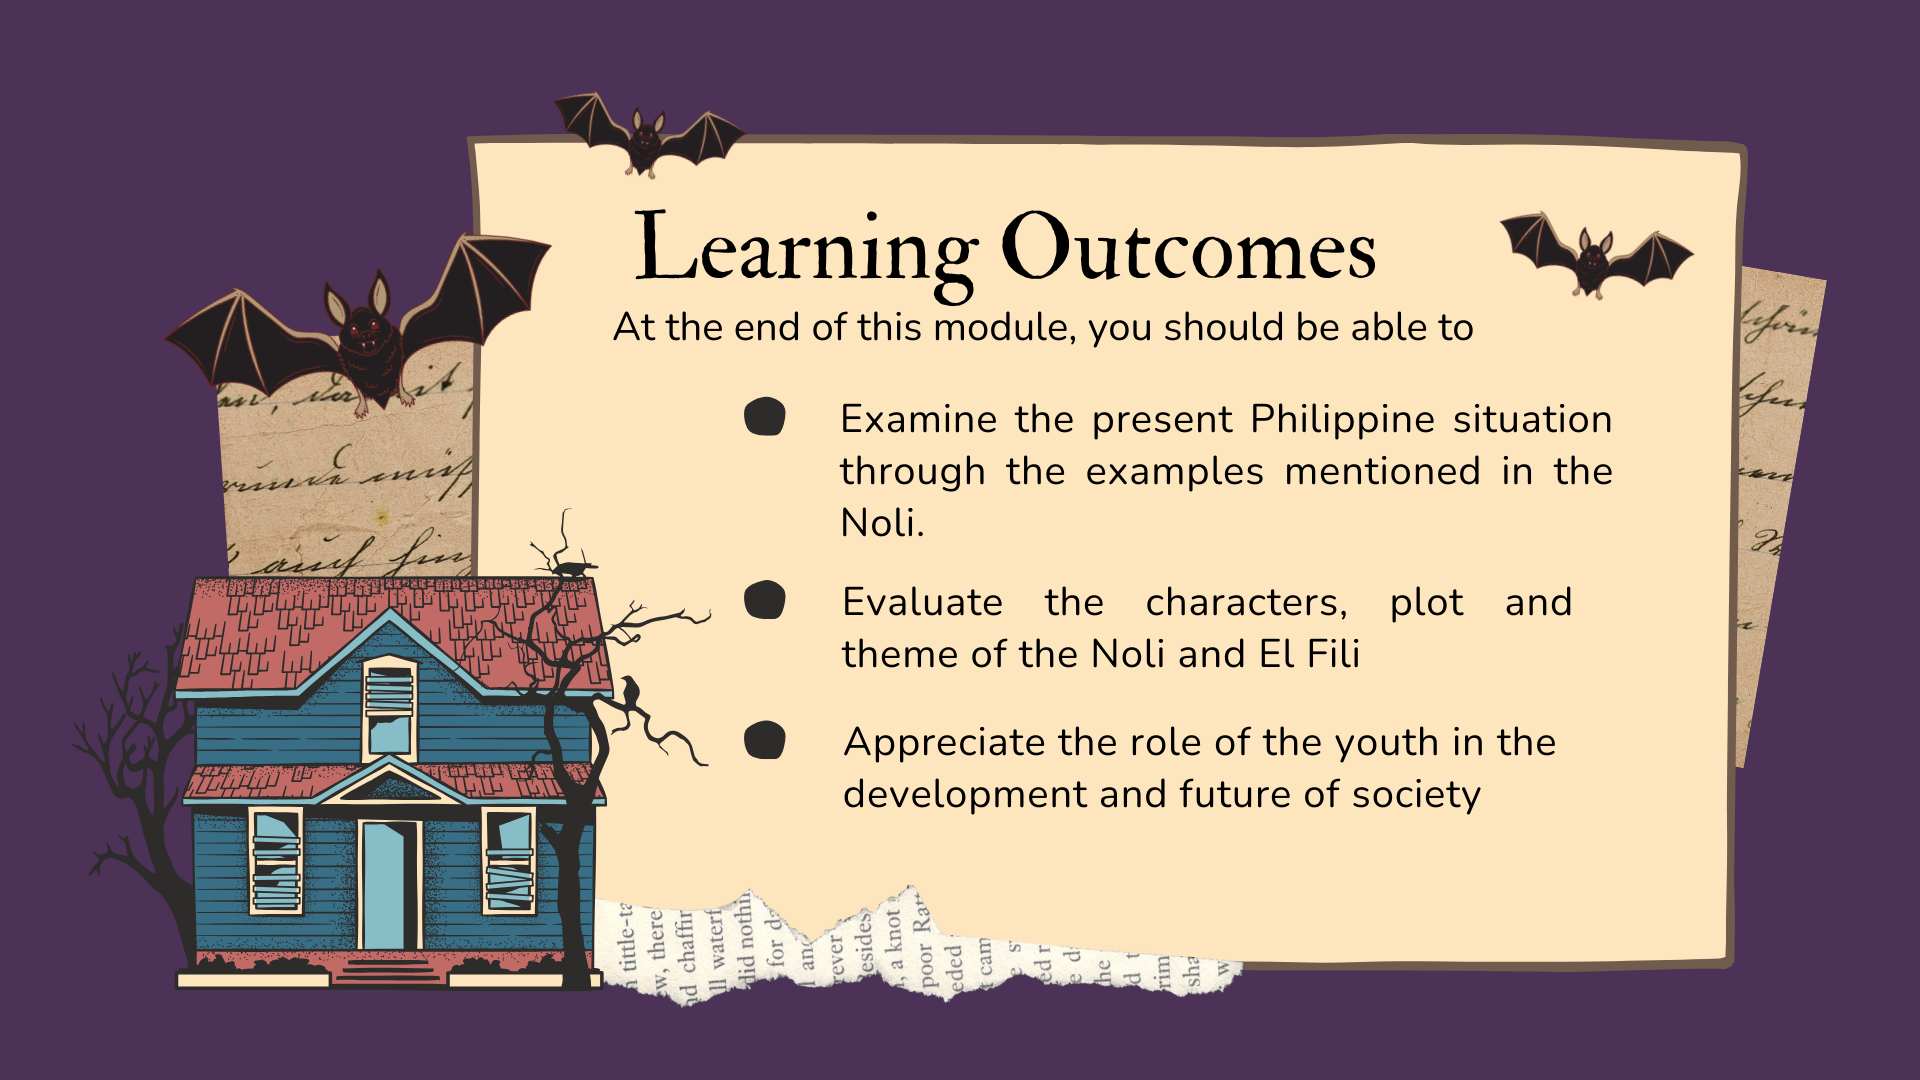 Learning Outcomes
At the end of this module, you should be able to
Examine the present Philippine situation
through the examples mentioned in the
Noli.
Evaluate the characters, plot and
theme of the Noli and El Fili
Appreciate the role of the youth in the
development and future of society